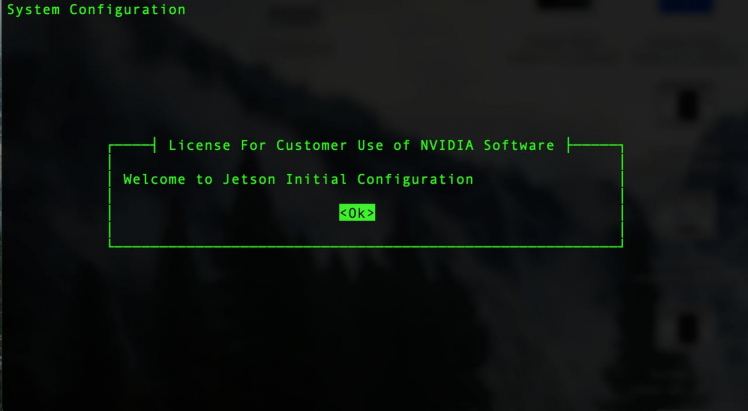 System Configuration
License For Customer Use of NVIDIA Software
Welcome to Jetson Initial Configuration
<Ok>